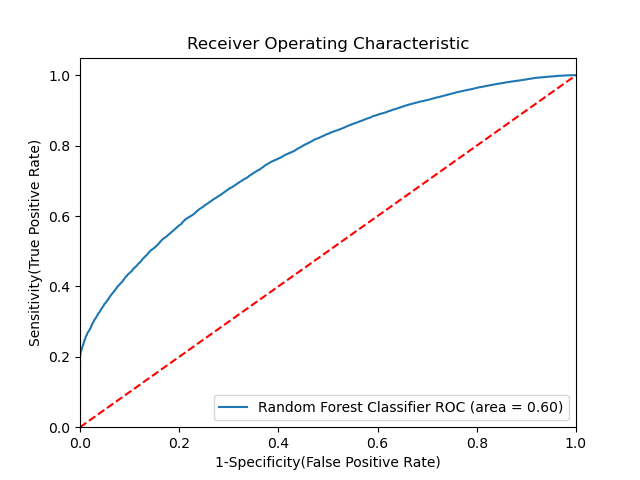 Receiver Operating Characteristic
Sensitivity(True Positive Rate)
1.0
0.8
0.6
0.4
0.2
0.0
Random Forest Classifier ROC (area = 0.60)
0.0 0.2 0.4 0.6 0.8 1.0
1-Specificity(False Positive Rate)